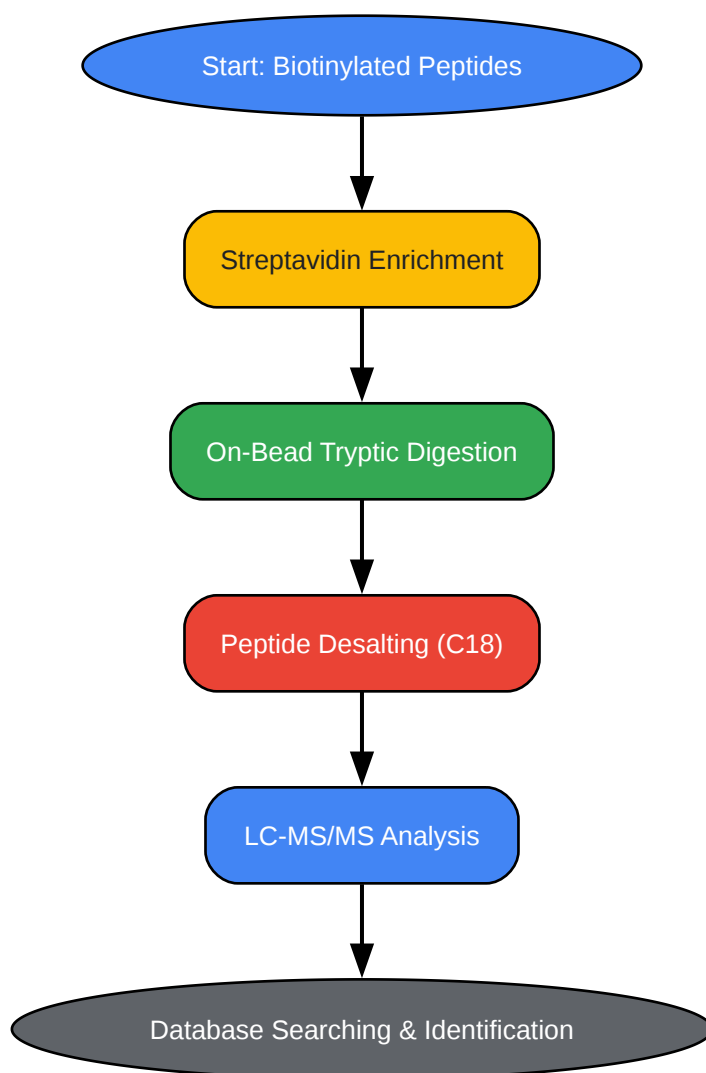 Start: Biotinylated Peptides
Streptavidin Enrichment
On-Bead Tryptic Digestion
Peptide Desalting (C18)
LC-MS/MS Analysis
Database Searching & Identification